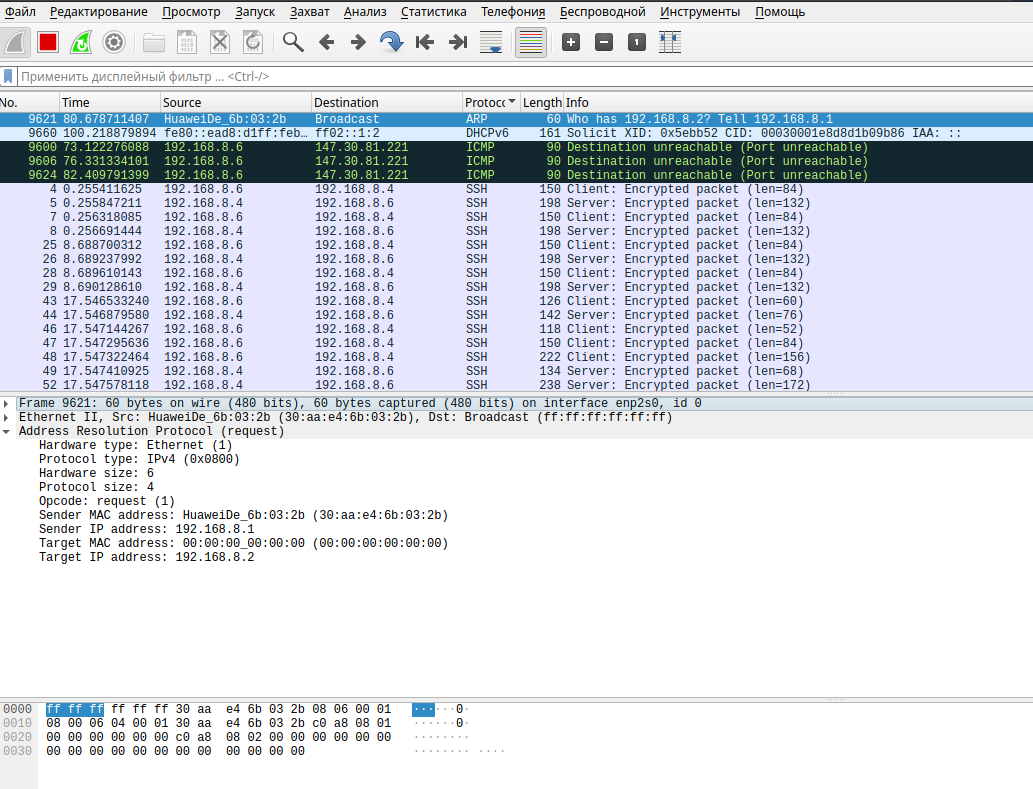 Файл Редактирование Просмотр Запуск Захват Анализ Статистика Телефония Беспроводной Инструменты Помощь
Применить дисплейный фильтр ... <Ctrl-/>
No. Time Source Destination Protoc Length Info
9621 80.678711407 HuaweiDe_6b:03:2b Broadcast ARP 60 Who has 192.168.8.2? Tell 192.168.8.1
9660 100.218879894 fe80::ead8:d1ff:feb… ff02::1:2 DHCPv6 161 Solicit XID: 0x5ebb52 CID: 00030001e8d8d1b09b86 IAA: ::
9600 73.122276088 192.168.8.6 147.30.81.221 ICMP 90 Destination unreachable (Port unreachable)
9606 76.331334101 192.168.8.6 147.30.81.221 ICMP 90 Destination unreachable (Port unreachable)
9624 82.409791399 192.168.8.6 147.30.81.221 ICMP 90 Destination unreachable (Port unreachable)
4 0.255411625 192.168.8.6 192.168.8.4 SSH 150 Client: Encrypted packet (len=84)
5 0.255847211 192.168.8.4 192.168.8.6 SSH 198 Server: Encrypted packet (len=132)
7 0.256318085 192.168.8.6 192.168.8.4 SSH 150 Client: Encrypted packet (len=84)
8 0.256691444 192.168.8.4 192.168.8.6 SSH 198 Server: Encrypted packet (len=132)
25 8.688700312 192.168.8.6 192.168.8.4 SSH 150 Client: Encrypted packet (len=84)
26 8.689237992 192.168.8.4 192.168.8.6 SSH 198 Server: Encrypted packet (len=132)
28 8.689610143 192.168.8.6 192.168.8.4 SSH 150 Client: Encrypted packet (len=84)
29 8.690128610 192.168.8.4 192.168.8.6 SSH 198 Server: Encrypted packet (len=132)
43 17.546533240 192.168.8.6 192.168.8.4 SSH 126 Client: Encrypted packet (len=60)
44 17.546879580 192.168.8.4 192.168.8.6 SSH 142 Server: Encrypted packet (len=76)
46 17.547144267 192.168.8.6 192.168.8.4 SSH 118 Client: Encrypted packet (len=52)
47 17.547295636 192.168.8.6 192.168.8.4 SSH 150 Client: Encrypted packet (len=84)
48 17.547322464 192.168.8.6 192.168.8.4 SSH 222 Client: Encrypted packet (len=156)
49 17.547410925 192.168.8.4 192.168.8.6 SSH 134 Server: Encrypted packet (len=68)
52 17.547578118 192.168.8.4 192.168.8.6 SSH 238 Server: Encrypted packet (len=172)
Frame 9621: 60 bytes on wire (480 bits), 60 bytes captured (480 bits) on interface enp2s0, id 0
Ethernet II, Src: HuaweiDe_6b:03:2b (30:aa:e4:6b:03:2b), Dst: Broadcast (ff:ff:ff:ff:ff:ff)
Address Resolution Protocol (request)
Hardware type: Ethernet (1)
Protocol type: IPv4 (0x0800)
Hardware size: 6
Protocol size: 4
Opcode: request (1)
Sender MAC address: HuaweiDe_6b:03:2b (30:aa:e4:6b:03:2b)
Sender IP address: 192.168.8.1
Target MAC address: 00:00:00_00:00:00 (00:00:00:00:00:00)
Target IP address: 192.168.8.2
0000 ff ff ff ff ff ff 30 aa e4 6b 03 2b 08 06 00 01 ······0·
0010 08 00 06 04 00 01 30 aa e4 6b 03 2b c0 a8 08 01 ······0·
0020 00 00 00 00 00 00 c0 a8 08 02 00 00 00 00 00 00 ········
0030 00 00 00 00 00 00 00 00 00 00 00 00 ········ ····